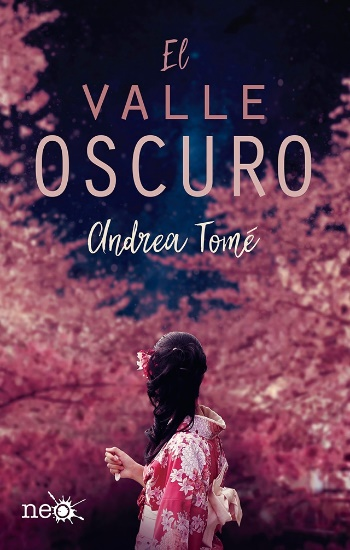 El
VALLE
OSCURO
Andrea Tomé
neo